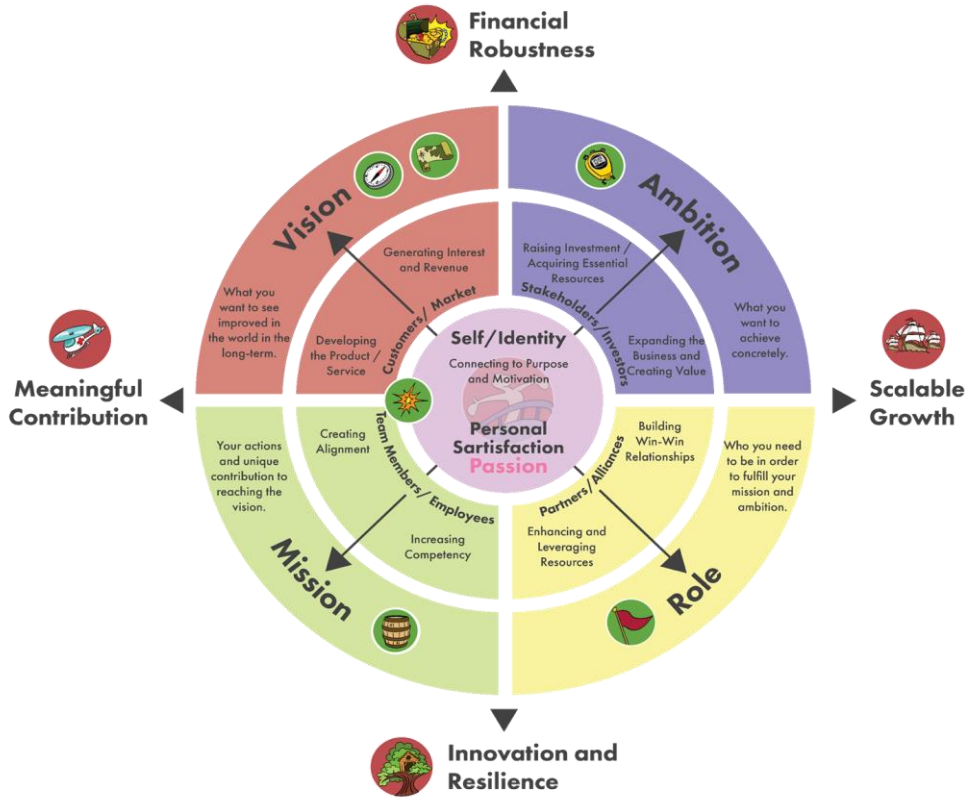 Financial
Robustness
Vision
Ambition
Generating Interest
and Revenue
Raising Investment /
Acquiring Essential
Resources
What you
want to see
improved in
the world in the
long-term.
Developing
the Product /
Service
Customers/ Market
Stakeholders/Investors
Expanding the
Business and
Creating Value
What you
want to
achieve
concretely.
Self/Identity
Connecting to Purpose
and Motivation
Personal
Sartisfaction
Passion
Meaningful
Contribution
Scalable
Growth
Your actions
and unique
contribution to
reaching the
vision.
Creating
Alignment
Team Members/ Employees
Increasing
Competency
Partners/Alliances
Building
Win-Win
Relationships
Enhancing and
Leveraging
Resources
Who you need
to be in order
to fulfill your
mission and
ambition.
Mission
Role
Innovation and
Resilience